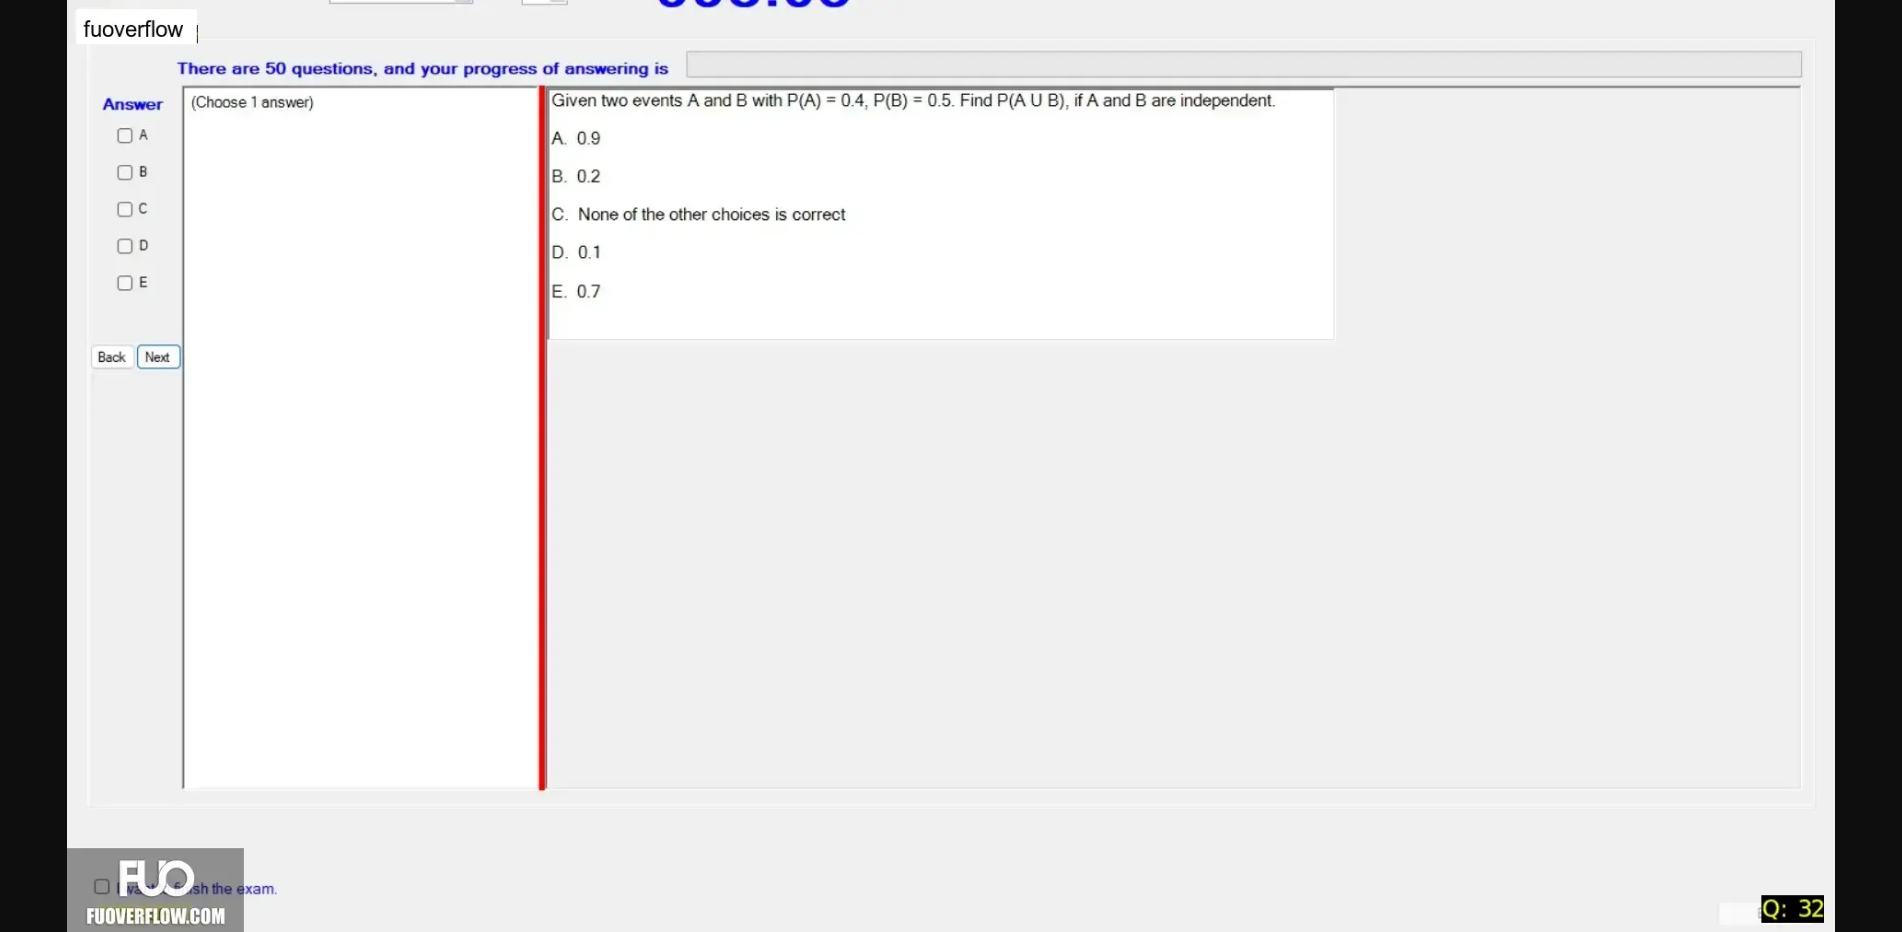 fuoverflow
There are 50 questions, and your progress of answering is
Answer
(Choose 1 answer)
A
B
C
D
E
Back
Next
Given two events A and B with P(A) = 0.4, P(B) = 0.5. Find P(A U B), if A and B are independent.
A. 0.9
B. 0.2
C. None of the other choices is correct
D. 0.1
E. 0.7
FUO
the exam.
FUOVERFLOW.COM
Q: 32